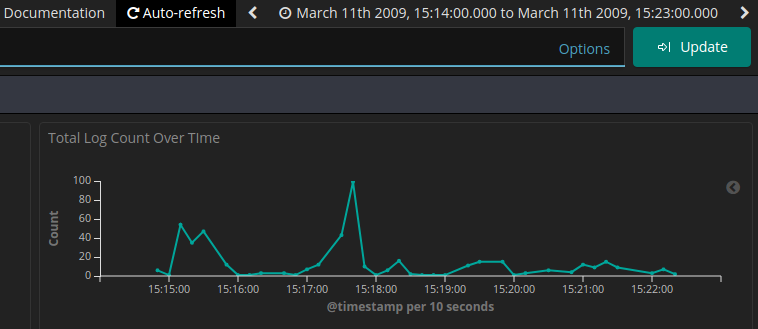 Documentation Auto-refresh March 11th 2009, 15:14:00.000 to March 11th 2009, 15:23:00.000
Options Update
Total Log Count Over TIme
100
80
60
40
20
0
Count
15:15:00 15:16:00 15:17:00 15:18:00 15:19:00 15:20:00 15:21:00 15:22:00
@timestamp per 10 seconds